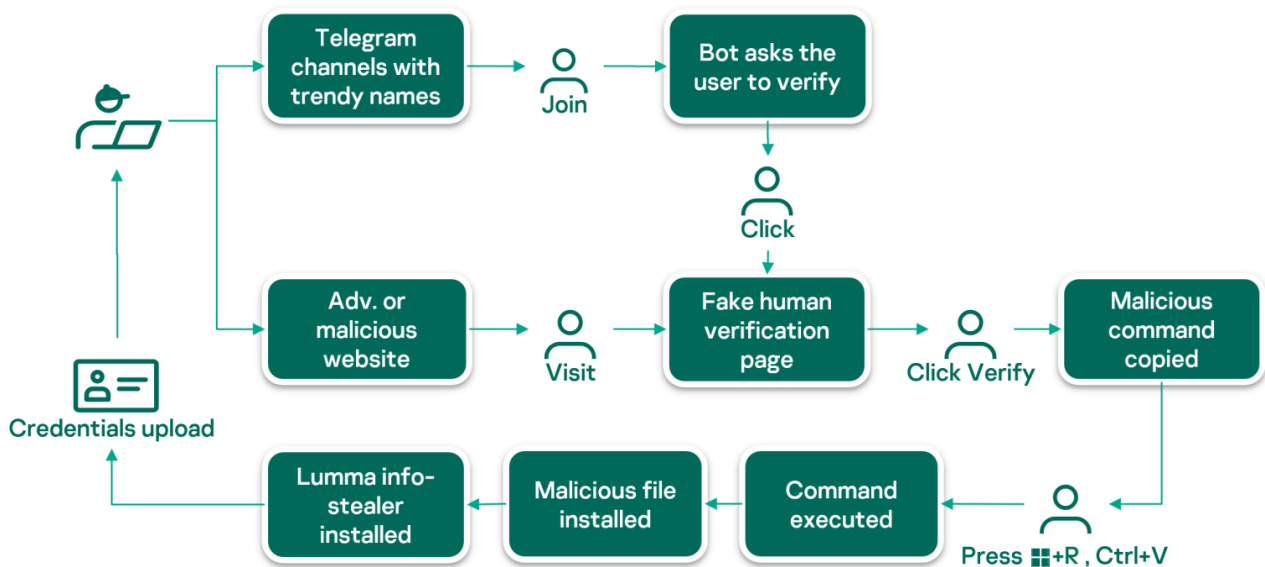 Telegram
channels with
trendy names
Join
Bot asks the
user to verify
Click
Adv. or
malicious
website
Visit
Fake human
verification
page
Click Verify
Malicious
command
copied
Press +R , Ctrl+V
Command
executed
Malicious file
installed
Lumma info-
stealer
installed
Credentials upload